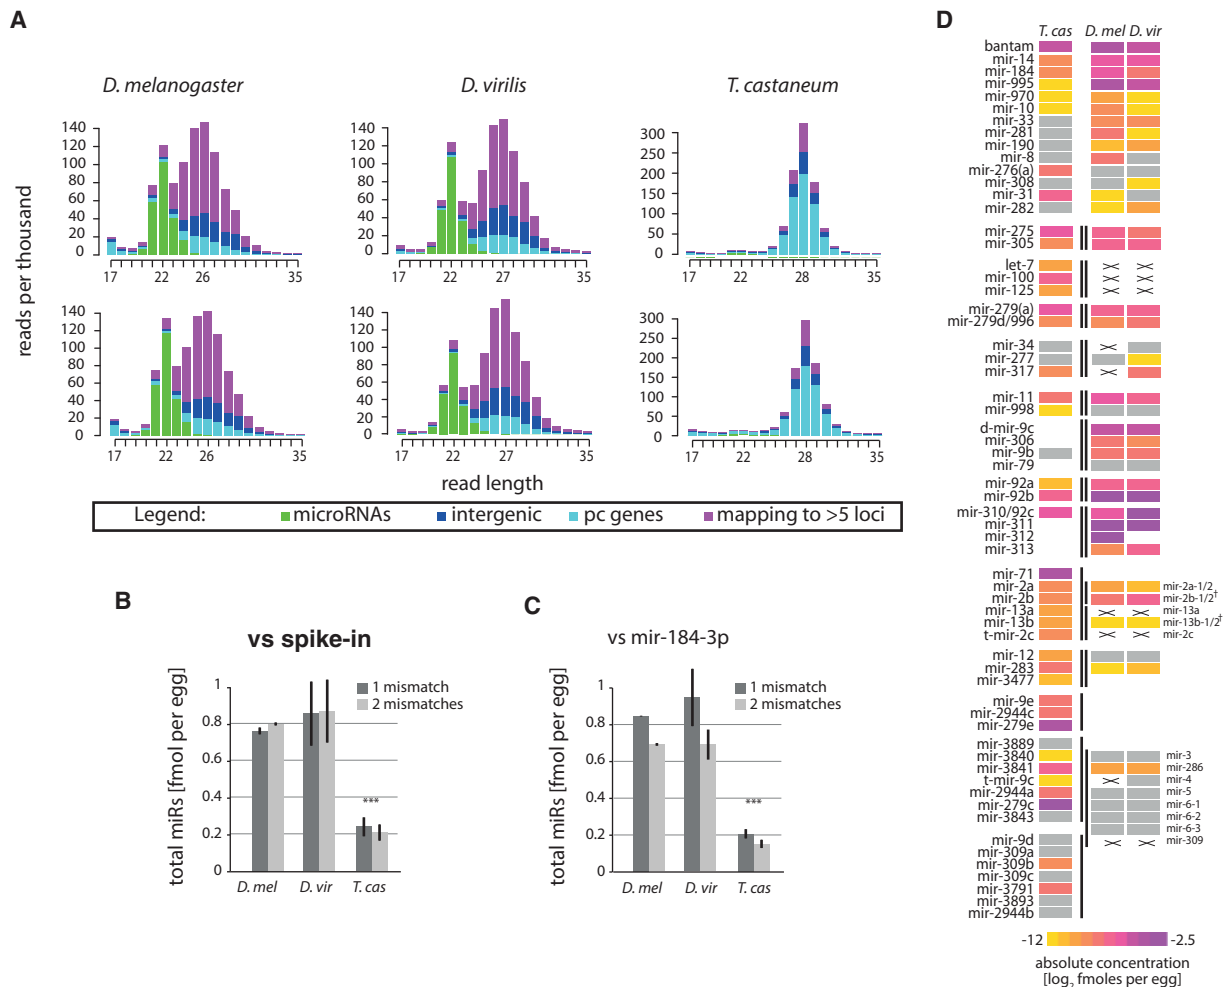 A
D. melanogaster
D. virilis
T. castaneum
reads per thousand
140
120
100
80
60
40
20
0
17
22
26
35
140
120
100
80
60
40
20
0
17
22
26
35
300
250
200
150
100
50
0
17
22
28
35
140
120
100
80
60
40
20
0
17
22
26
35
140
120
100
80
60
40
20
0
17
22
27
35
300
250
200
150
100
50
0
17
22
28
35
read length
Legend: microRNAs intergenic pc genes mapping to >5 loci
B
vs spike-in
total miRs [fmol per egg]
1
0.8
0.6
0.4
0.2
0
1 mismatch
2 mismatches
***
D. mel D. vir T. cas
C
vs mir-184-3p
total miRs [fmol per egg]
1
0.8
0.6
0.4
0.2
0
1 mismatch
2 mismatches
***
D. mel D. vir T. cas
D
T. cas D. mel D. vir
bantam
mir-14
mir-184
mir-995
mir-970
mir-10
mir-33
mir-281
mir-190
mir-8
mir-276(a)
mir-308
mir-31
mir-282
mir-275
mir-305
let-7
mir-100
mir-125
mir-279(a)
mir-279d/996
mir-34
mir-277
mir-317
mir-11
mir-998
d-mir-9c
mir-306
mir-9b
mir-79
mir-92a
mir-92b
mir-310/92c
mir-311
mir-312
mir-313
mir-71
mir-2a mir-2a-1/2
mir-2b mir-2b-1/2†
mir-13a mir-13a
mir-13b mir-13b-1/2†
t-mir-2c mir-2c
mir-12
mir-283
mir-3477
mir-9e
mir-2944c
mir-279e
mir-3889
mir-3840 mir-3
mir-3841 mir-286
t-mir-9c mir-4
mir-2944a mir-5
mir-279c mir-6-1
mir-3843 mir-6-2
mir-6-3
mir-9d mir-309
mir-309a
mir-309b
mir-309c
mir-3791
mir-3893
mir-2944b
-12 -2.5
absolute concentration
[log₂ fmoles per egg]